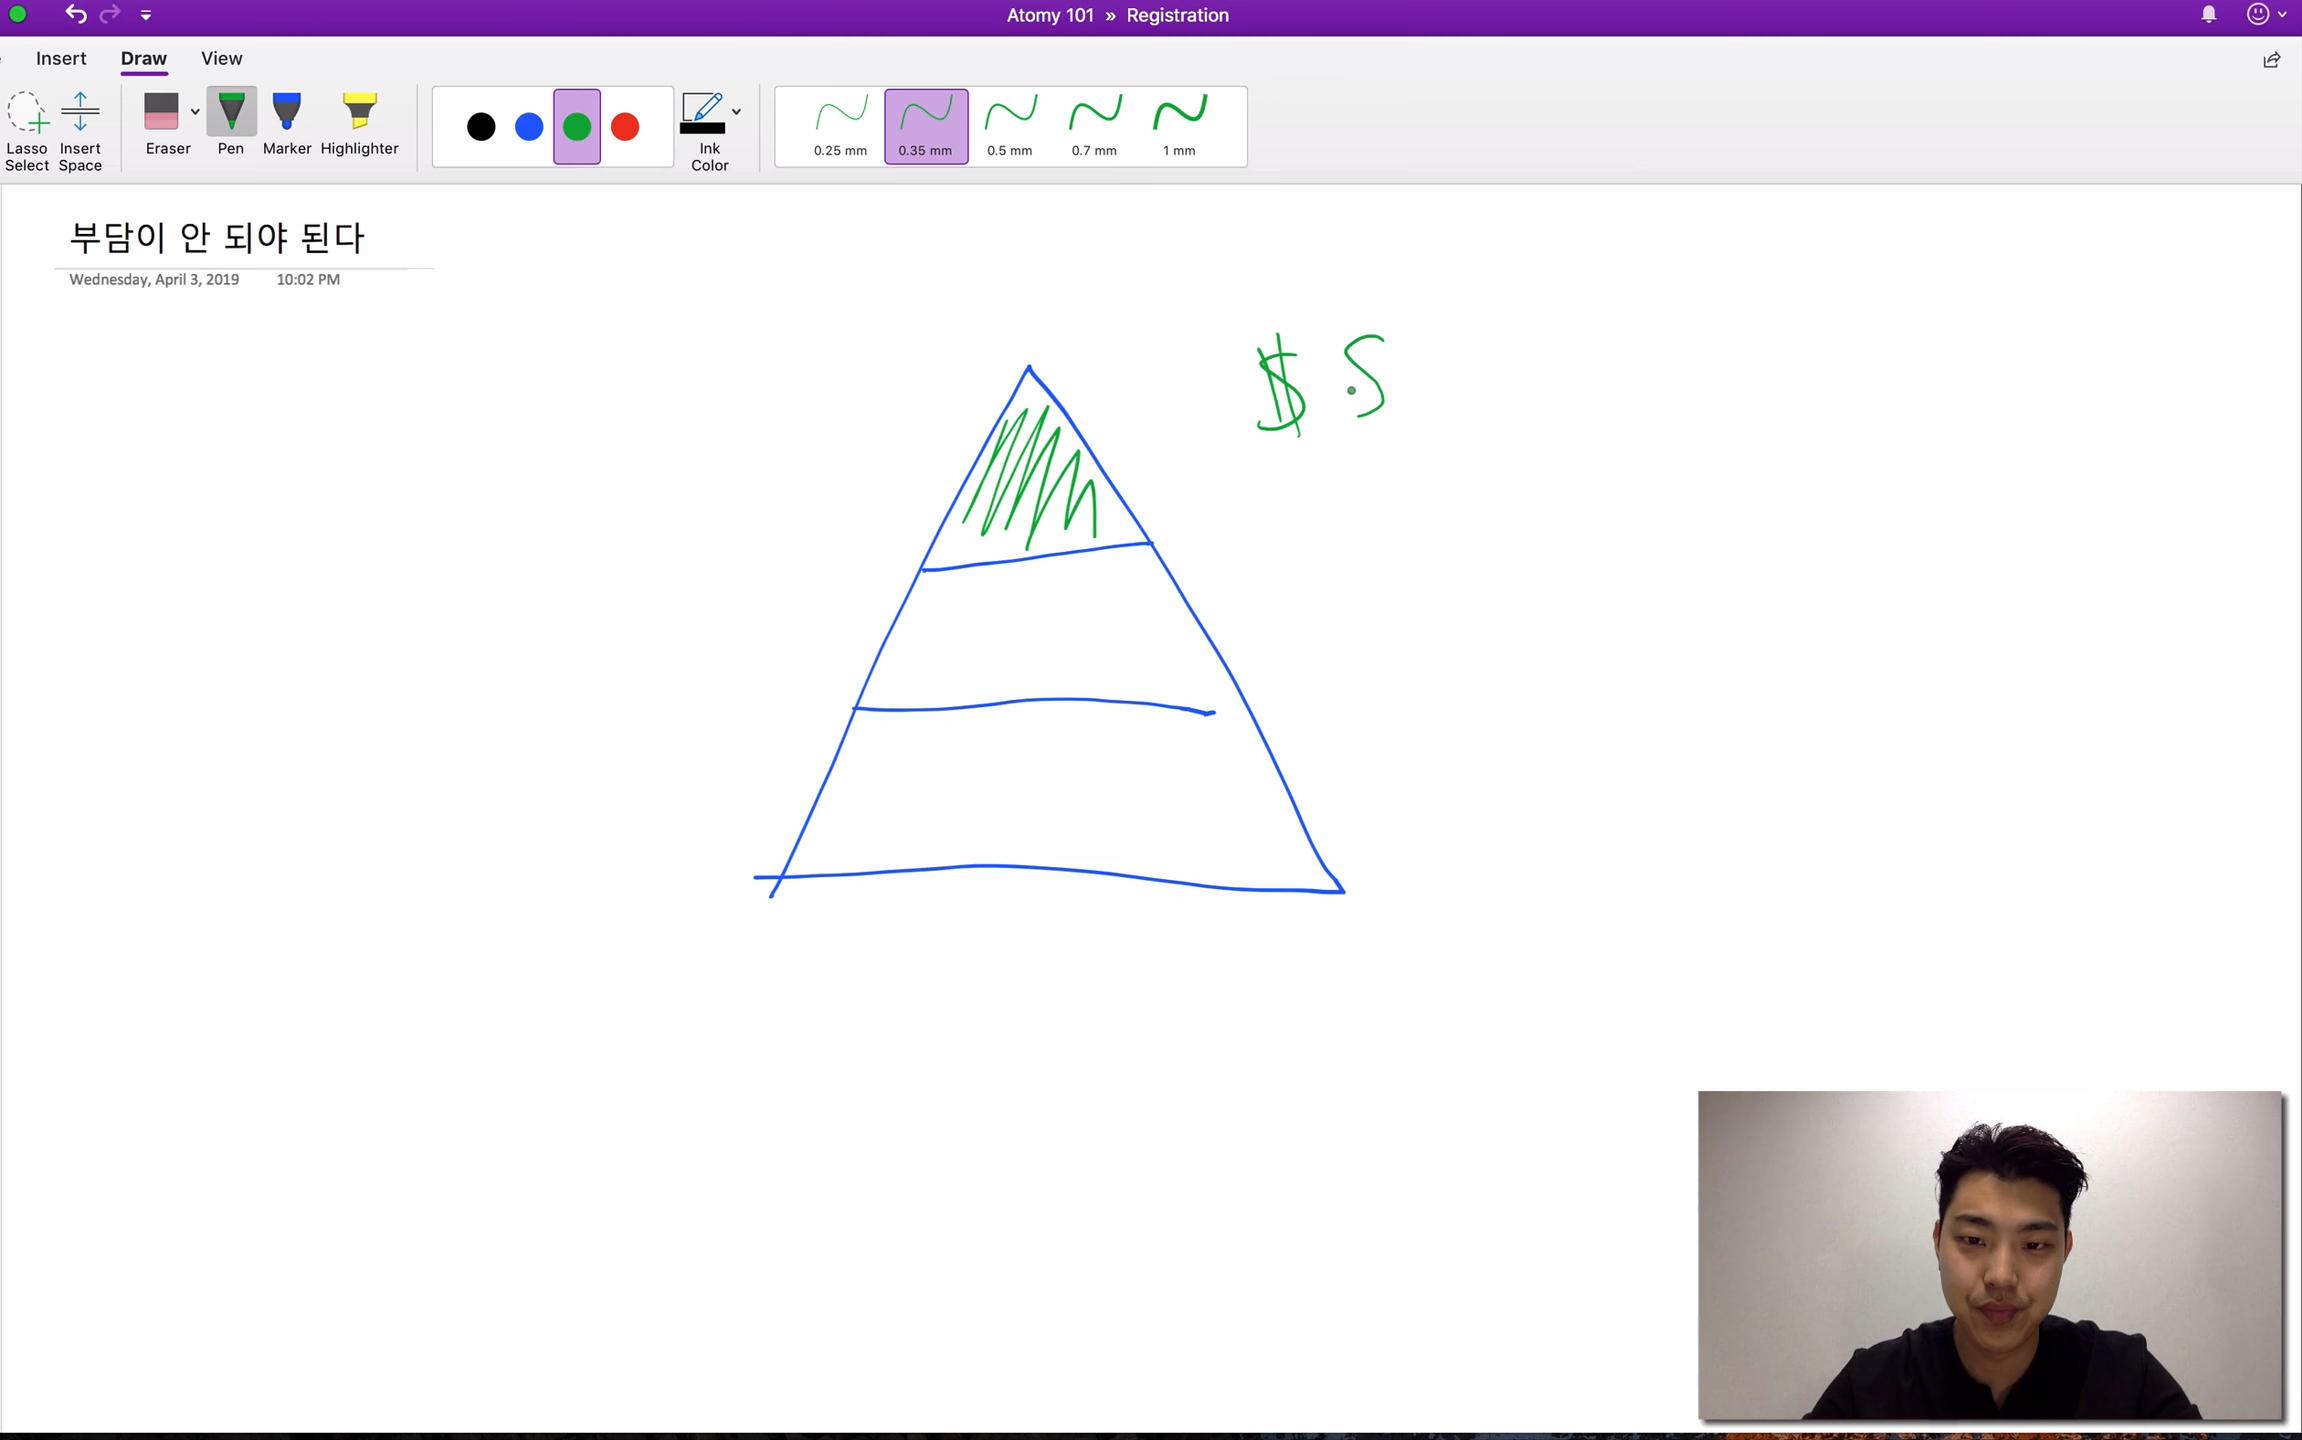 Atomy 101 » Registration
Insert Draw View
Lasso Select
Insert Space
Eraser
Pen
Marker
Highlighter
Ink Color
0.25 mm
0.35 mm
0.5 mm
0.7 mm
1 mm
부담이 안 되야 된다
Wednesday, April 3, 2019 10:02 PM
$ S